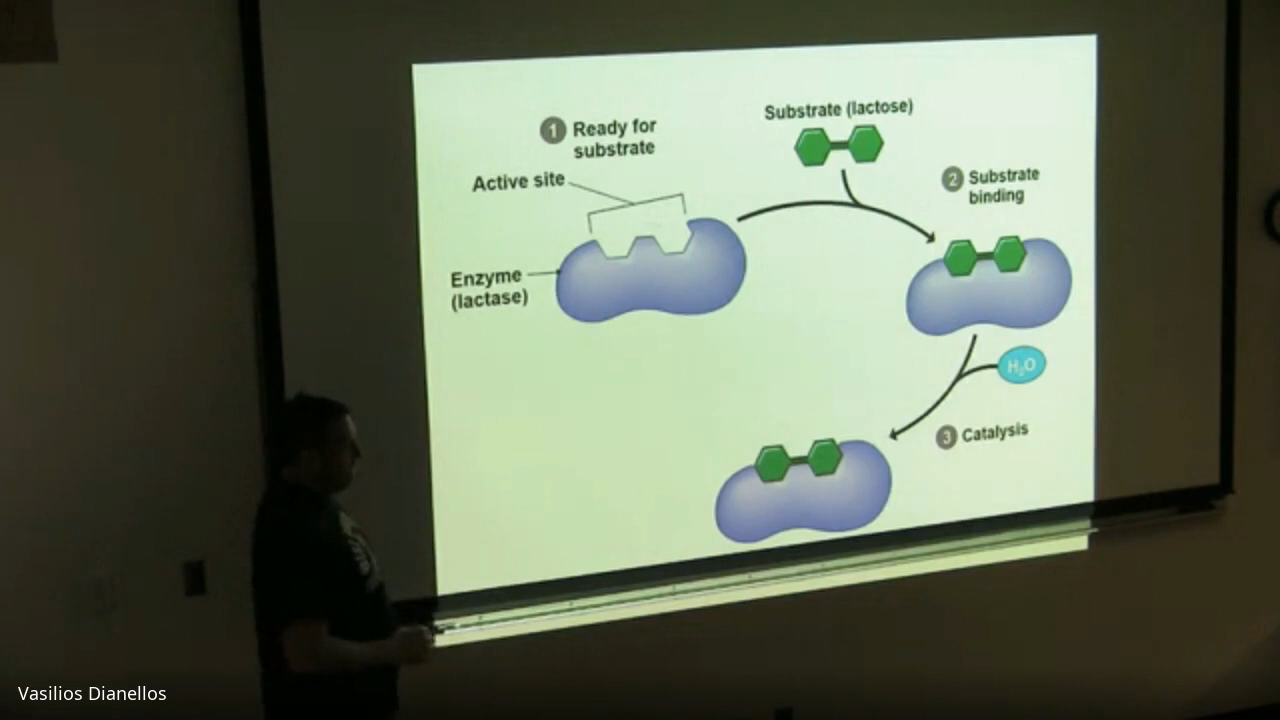 1 Ready for
substrate
Active site
Enzyme
(lactase)
Substrate (lactose)
2 Substrate
binding
H₂O
3 Catalysis
Vasilios Dianellos